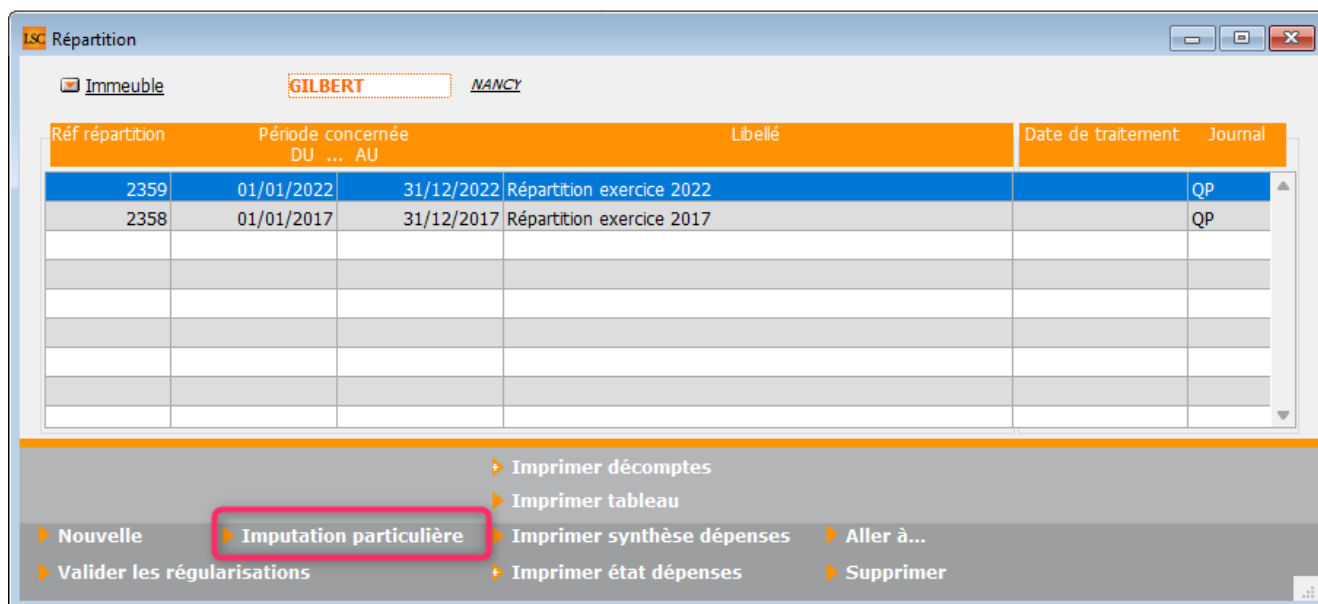 LSC Répartition
Immeuble GILBERT NANCY
Réf répartition Période concernée Libellé Date de traitement Journal
DU ... AU
2359 01/01/2022 31/12/2022 Répartition exercice 2022 QP
2358 01/01/2017 31/12/2017 Répartition exercice 2017 QP
Imprimer décomptes
Imprimer tableau
Nouvelle Imputation particulière Imprimer synthèse dépenses Aller à...
Valider les régularisations Imprimer état dépenses Supprimer